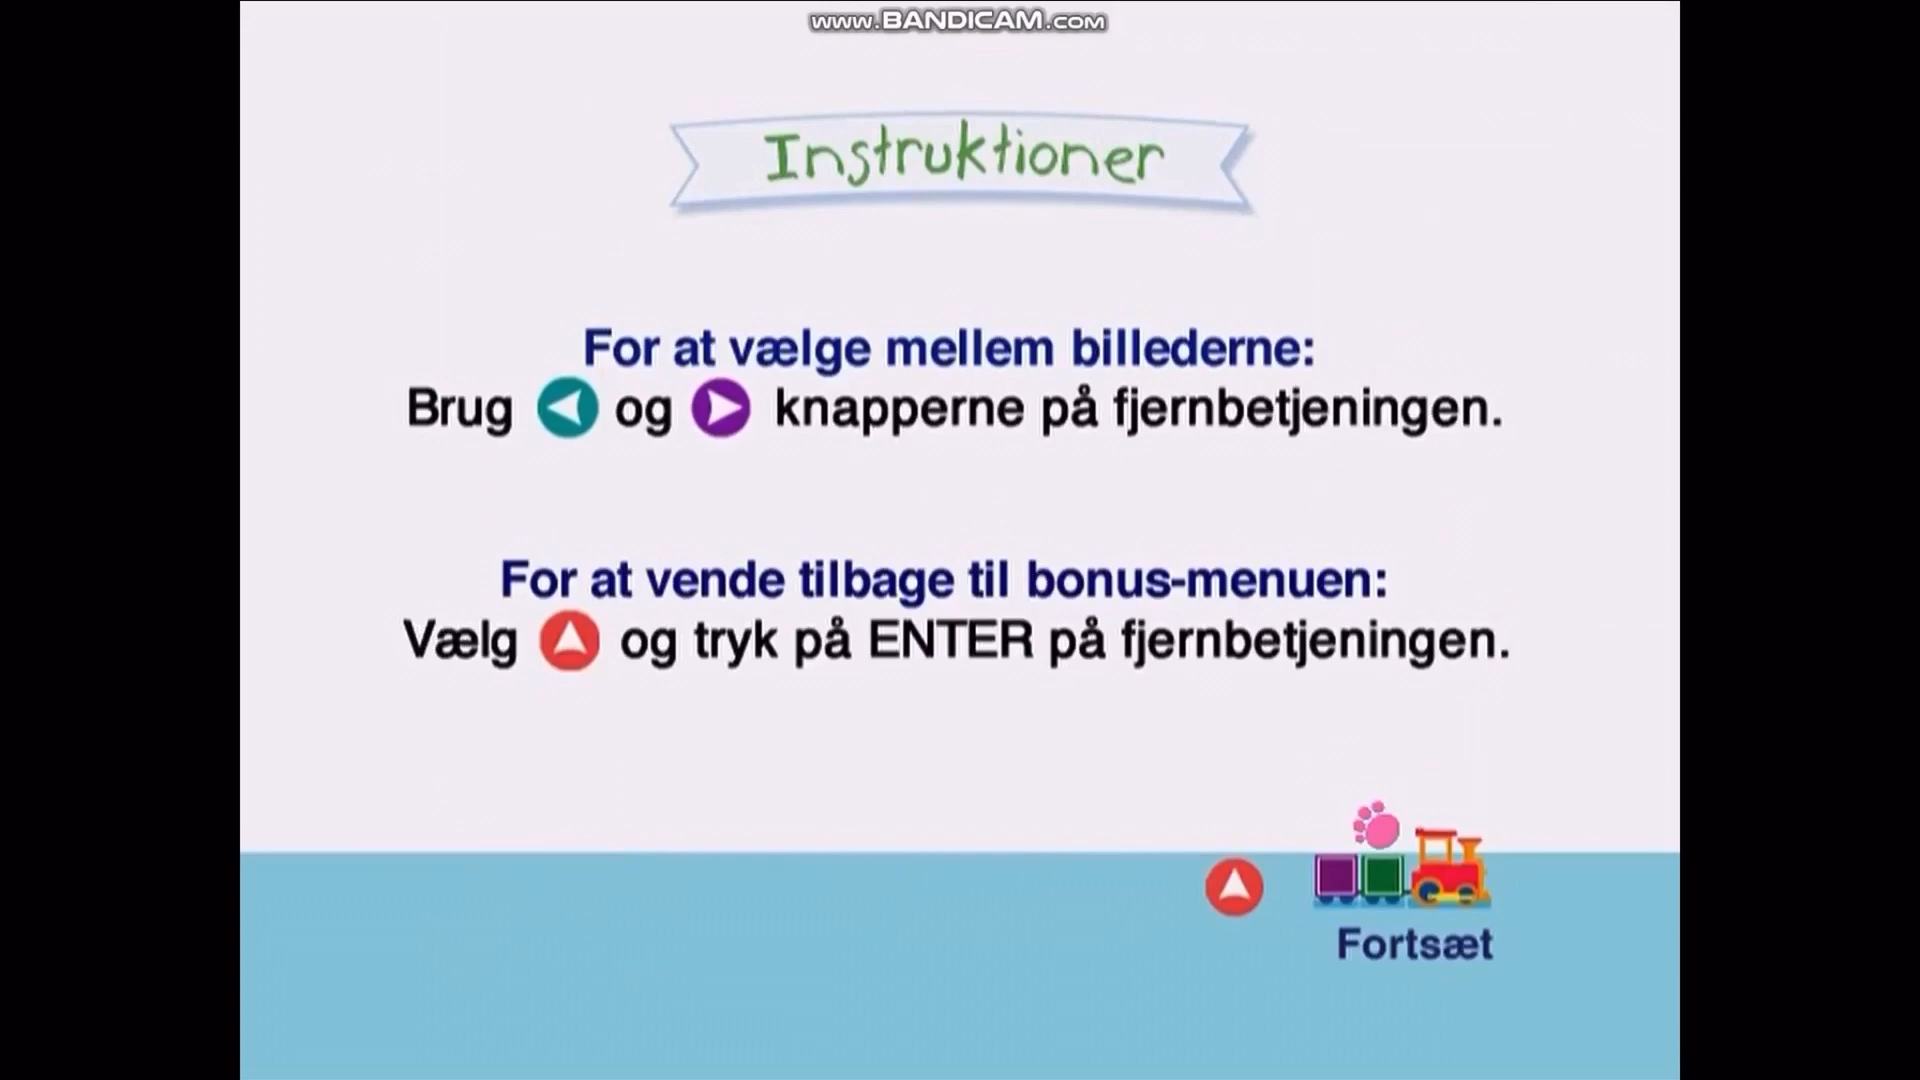 www.BANDICAM.com
Instruktioner
For at vælge mellem billederne:
Brug og knapperne på fjernbetjeningen.
For at vende tilbage til bonus-menuen:
Vælg og tryk på ENTER på fjernbetjeningen.
Fortsæt